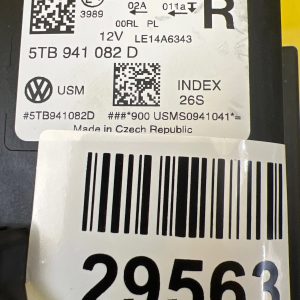 3989 02A 011a R
00RL PL
12V LE14A6343
5TB 941 082 D
USM INDEX
26S
#5TB941082D ###*900 USMS0941041*=
Made in Czech Republic
29563